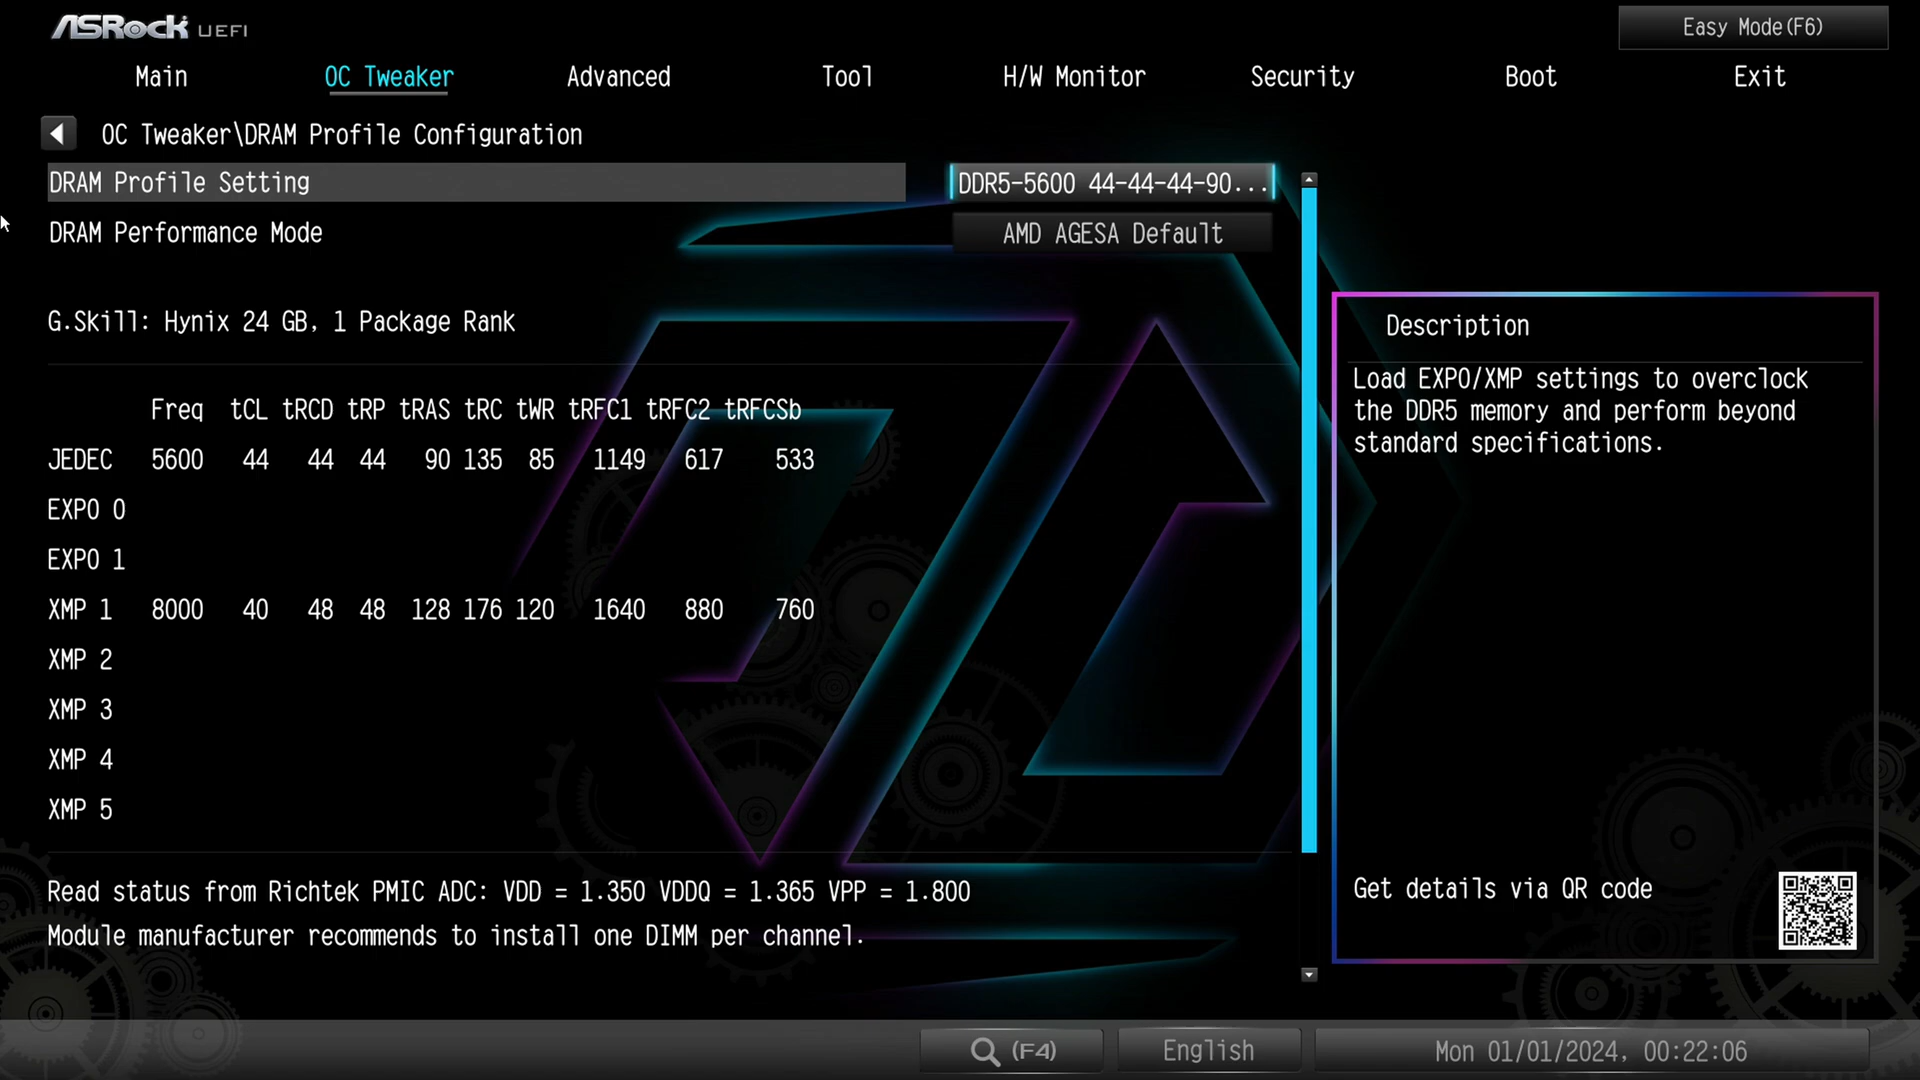 ASRock UEFI
Easy Mode(F6)
Main OC Tweaker Advanced Tool H/W Monitor Security Boot Exit
OC Tweaker\DRAM Profile Configuration
DRAM Profile Setting DDR5-5600 44-44-44-90...
DRAM Performance Mode AMD AGESA Default
G.Skill: Hynix 24 GB, 1 Package Rank
Freq tCL tRCD tRP tRAS tRC tWR tRFC1 tRFC2 tRFCSb
JEDEC 5600 44 44 44 90 135 85 1149 617 533
EXPO 0
EXPO 1
XMP 1 8000 40 48 48 128 176 120 1640 880 760
XMP 2
XMP 3
XMP 4
XMP 5
Read status from Richtek PMIC ADC: VDD = 1.350 VDDQ = 1.365 VPP = 1.800
Module manufacturer recommends to install one DIMM per channel.
Description
Load EXPO/XMP settings to overclock
the DDR5 memory and perform beyond
standard specifications.
Get details via QR code
(F4) English Mon 01/01/2024, 00:22:06